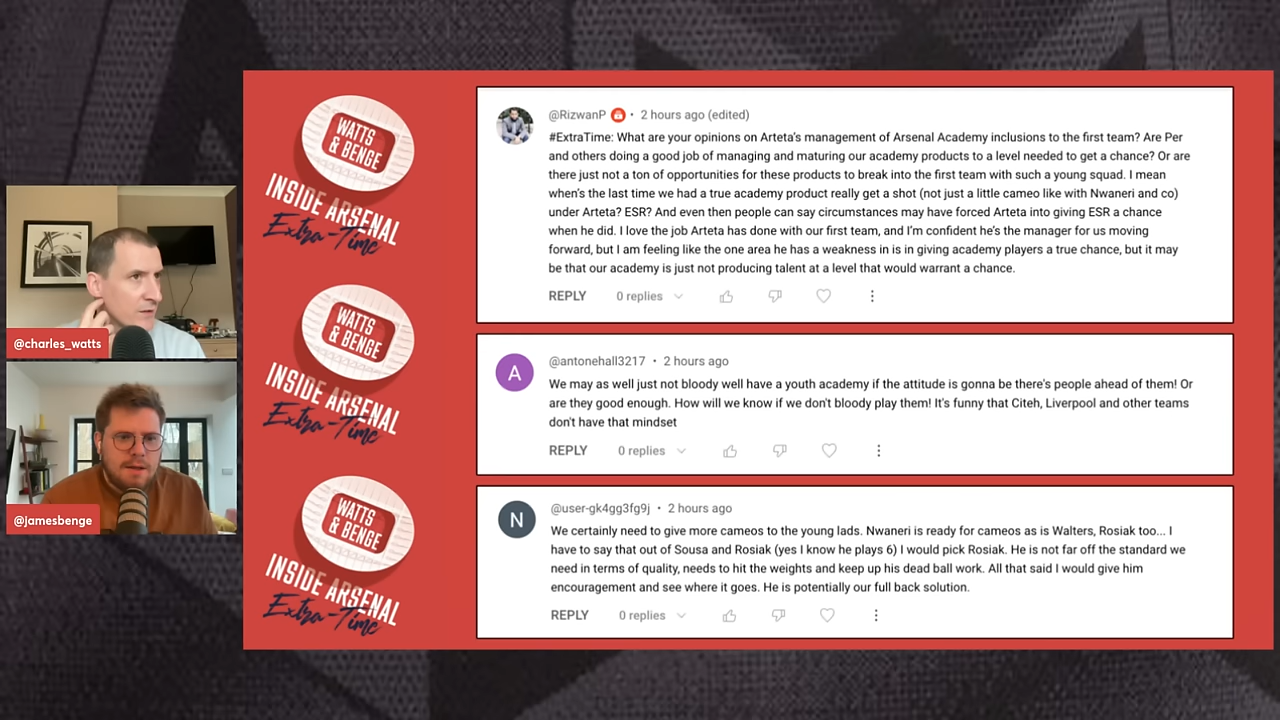 WATTS
& BENGE
INSIDE ARSENAL
Extra-Time
@charles_watts
@jamesbenge
WATTS
& BENGE
INSIDE ARSENAL
Extra-Time
WATTS
& BENGE
INSIDE ARSENAL
Extra-Time
@RizwanP • 2 hours ago (edited)
#ExtraTime: What are your opinions on Arteta's management of Arsenal Academy inclusions to the first team? Are Per
and others doing a good job of managing and maturing our academy products to a level needed to get a chance? Or are
there just not a ton of opportunities for these products to break into the first team with such a young squad. I mean
when's the last time we had a true academy product really get a shot (not just a little cameo like with Nwaneri and co)
under Arteta? ESR? And even then people can say circumstances may have forced Arteta into giving ESR a chance
when he did. I love the job Arteta has done with our first team, and I'm confident he's the manager for us moving
forward, but I am feeling like the one area he has a weakness in is in giving academy players a true chance, but it may
be that our academy is just not producing talent at a level that would warrant a chance.
REPLY 0 replies
A
@antonehall3217 • 2 hours ago
We may as well just not bloody well have a youth academy if the attitude is gonna be there's people ahead of them! Or
are they good enough. How will we know if we don't bloody play them! It's funny that Citeh, Liverpool and other teams
don't have that mindset
REPLY 0 replies
N
@user-gk4gg3fg9j • 2 hours ago
We certainly need to give more cameos to the young lads. Nwaneri is ready for cameos as is Walters, Rosiak too... I
have to say that out of Sousa and Rosiak (yes I know he plays 6) I would pick Rosiak. He is not far off the standard we
need in terms of quality, needs to hit the weights and keep up his dead ball work. All that said I would give him
encouragement and see where it goes. He is potentially our full back solution.
REPLY 0 replies